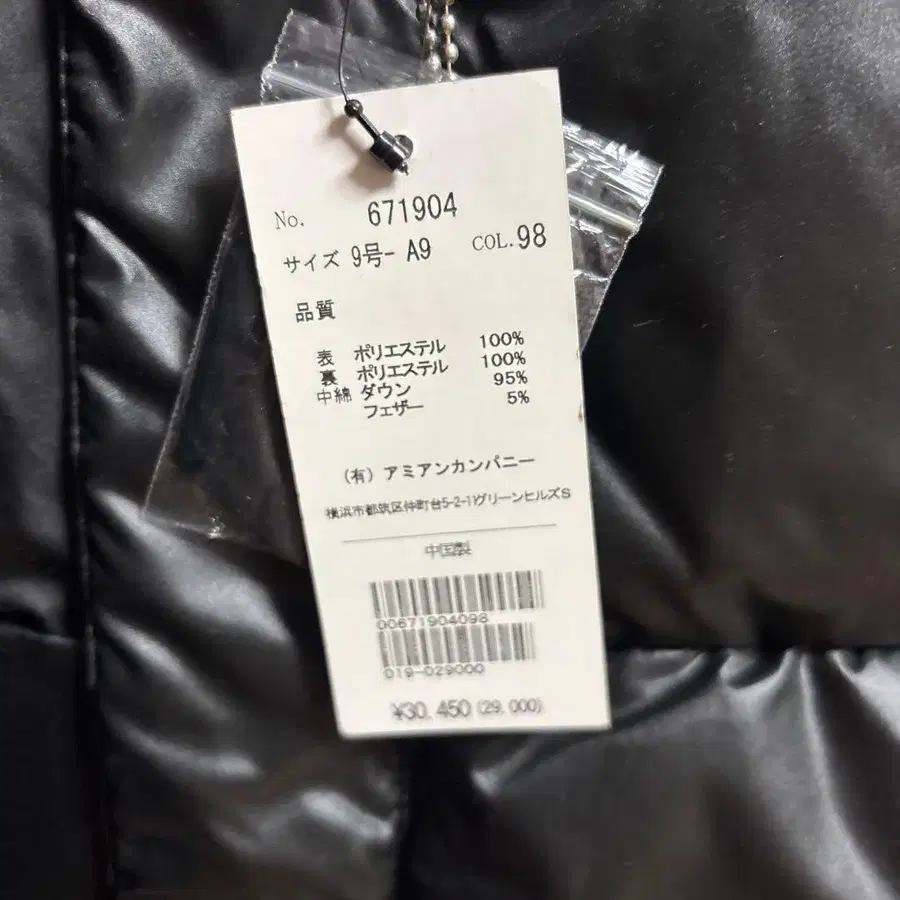 No. 671904
サイズ 9号- A9 COL.98
品質
表 ポリエステル 100%
裏 ポリエステル 100%
中綿 ダウン 95%
フェザー 5%
(有) アミアンカンパニー
横浜市都筑区仲町台5-2-11グリーンヒルズS
中国製
00671904098
019-029000
¥30.450 (29.000)